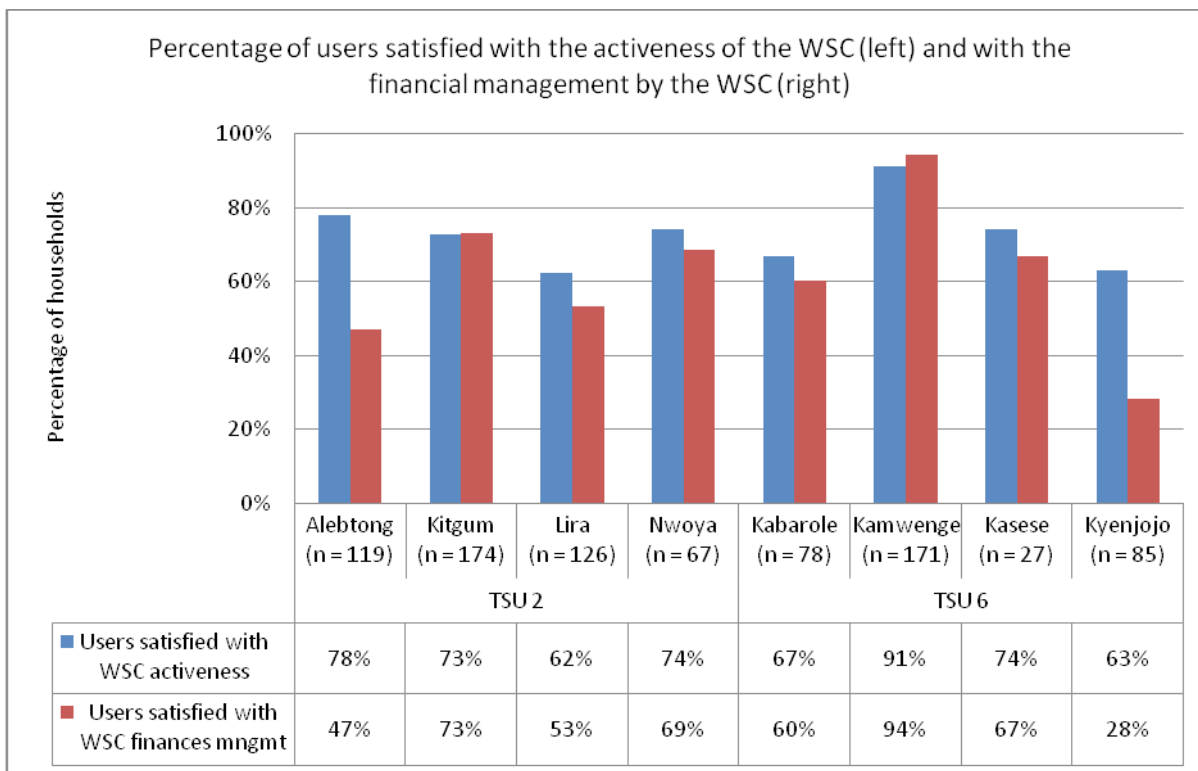 Percentage of users satisfied with the activeness of the WSC (left) and with the
financial management by the WSC (right)
Percentage of households
100%
80%
60%
40%
20%
0%
Alebtong Kitgum Lira Nwoya Kabarole Kamwenge Kasese Kyenjojo
(n = 119) (n = 174) (n = 126) (n = 67) (n = 78) (n = 171) (n = 27) (n = 85)
TSU 2 TSU 6
Users satisfied with
WSC activeness
78% 73% 62% 74% 67% 91% 74% 63%
Users satisfied with
WSC finances mngmt
47% 73% 53% 69% 60% 94% 67% 28%